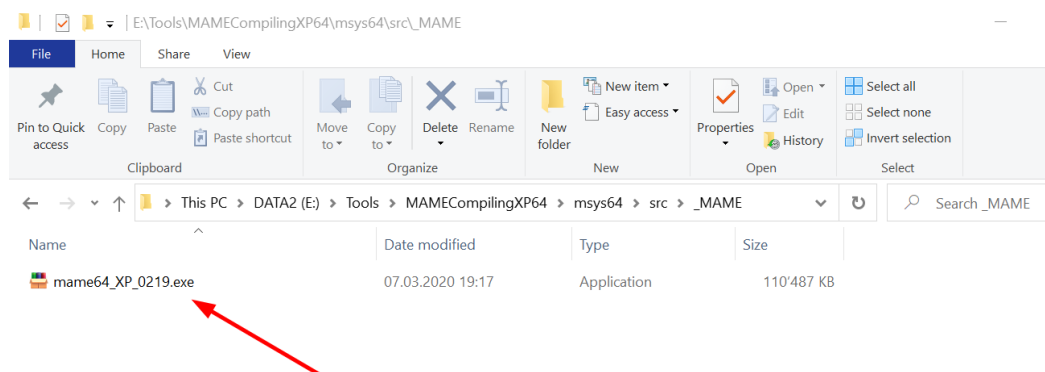 E:\Tools\MAMECompilingXP64\msys64\src\_MAME
File Home Share View
Pin to Quick access
Copy
Paste
Cut
Copy path
Paste shortcut
Move to
Copy to
Delete
Rename
New folder
New item
Easy access
Properties
Open
Edit
History
Select all
Select none
Invert selection
Clipboard Organize New Open Select
This PC > DATA2 (E:) > Tools > MAMECompilingXP64 > msys64 > src > _MAME
Search _MAME
Name Date modified Type Size
mame64_XP_0219.exe 07.03.2020 19:17 Application 110'487 KB